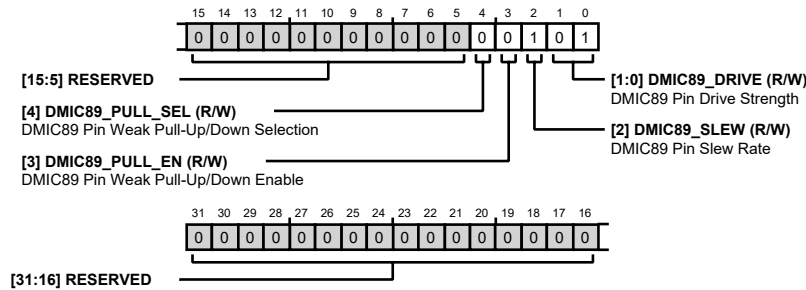 15 14 13 12 11 10 9 8 7 6 5 4 3 2 1 0
0 0 0 0 0 0 0 0 0 0 0 0 0 1 0 1
[15:5] RESERVED
[4] DMIC89_PULL_SEL (R/W)
DMIC89 Pin Weak Pull-Up/Down Selection
[3] DMIC89_PULL_EN (R/W)
DMIC89 Pin Weak Pull-Up/Down Enable
[1:0] DMIC89_DRIVE (R/W)
DMIC89 Pin Drive Strength
[2] DMIC89_SLEW (R/W)
DMIC89 Pin Slew Rate
31 30 29 28 27 26 25 24 23 22 21 20 19 18 17 16
0 0 0 0 0 0 0 0 0 0 0 0 0 0 0 0
[31:16] RESERVED